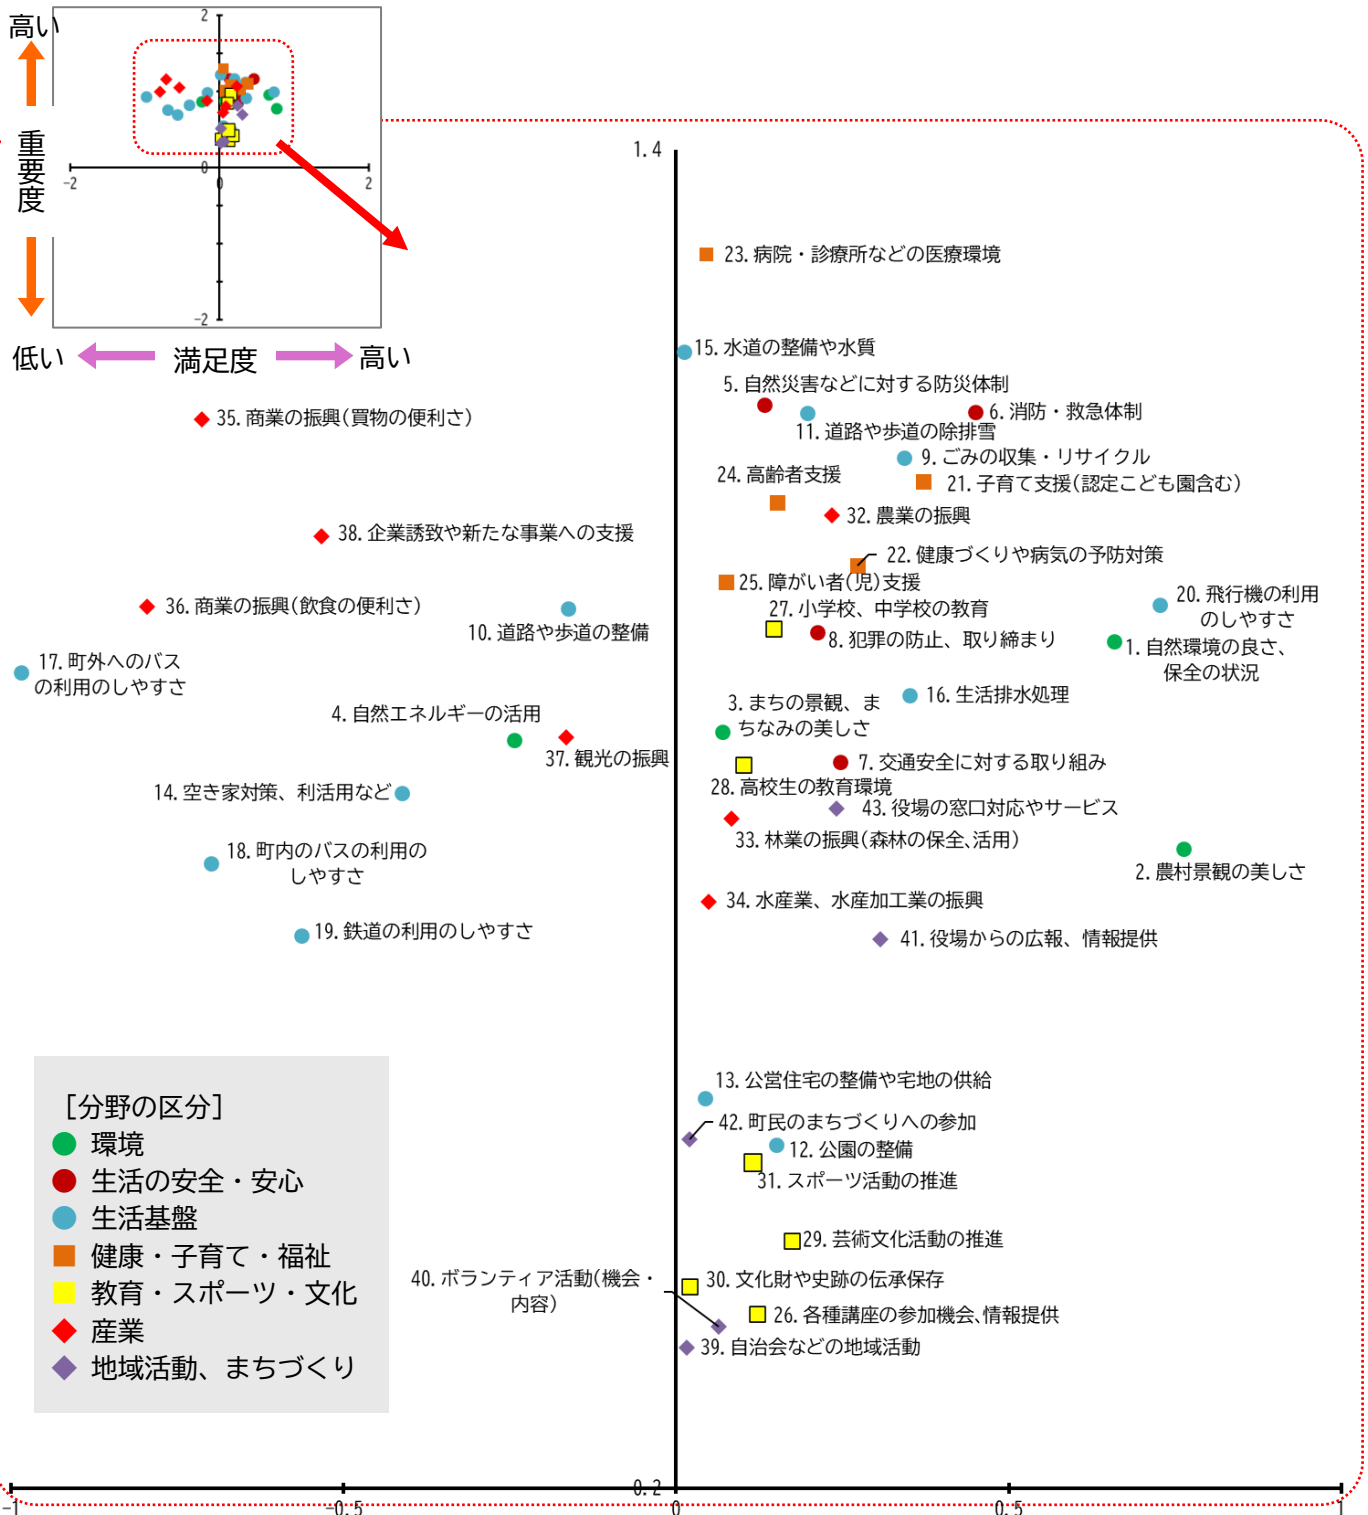 高い
重要度
低い
満足度
高い
2
0
-2
0
2
-2
1.4
23.病院・診療所などの医療環境
15.水道の整備や水質
5.自然災害などに対する防災体制
35.商業の振興(買物の便利さ)
6.消防・救急体制
11.道路や歩道の除排雪
9.ごみの収集・リサイクル
24.高齢者支援
21.子育て支援(認定こども園含む)
32.農業の振興
38.企業誘致や新たな事業への支援
22.健康づくりや病気の予防対策
25.障がい者(児)支援
20.飛行機の利用
のしやすさ
36.商業の振興(飲食の便利さ)
27.小学校、中学校の教育
10.道路や歩道の整備
8.犯罪の防止、取り締まり
1.自然環境の良さ、
保全の状況
17.町外へのバス
の利用のしやすさ
16.生活排水処理
3.まちの景観、ま
ちなみの美しさ
4.自然エネルギーの活用
37.観光の振興
7.交通安全に対する取り組み
28.高校生の教育環境
14.空き家対策、利活用など
43.役場の窓口対応やサービス
33.林業の振興(森林の保全、活用)
18.町内のバスの利用の
しやすさ
2.農村景観の美しさ
34.水産業、水産加工業の振興
19.鉄道の利用のしやすさ
41.役場からの広報、情報提供
13.公営住宅の整備や宅地の供給
42.町民のまちづくりへの参加
12.公園の整備
31.スポーツ活動の推進
29.芸術文化活動の推進
40.ボランティア活動(機会・
内容)
30.文化財や史跡の伝承保存
26.各種講座の参加機会、情報提供
39.自治会などの地域活動
[分野の区分]
環境
生活の安全・安心
生活基盤
健康・子育て・福祉
教育・スポーツ・文化
産業
地域活動、まちづくり
0.2
-1
-0.5
0
0.5
1